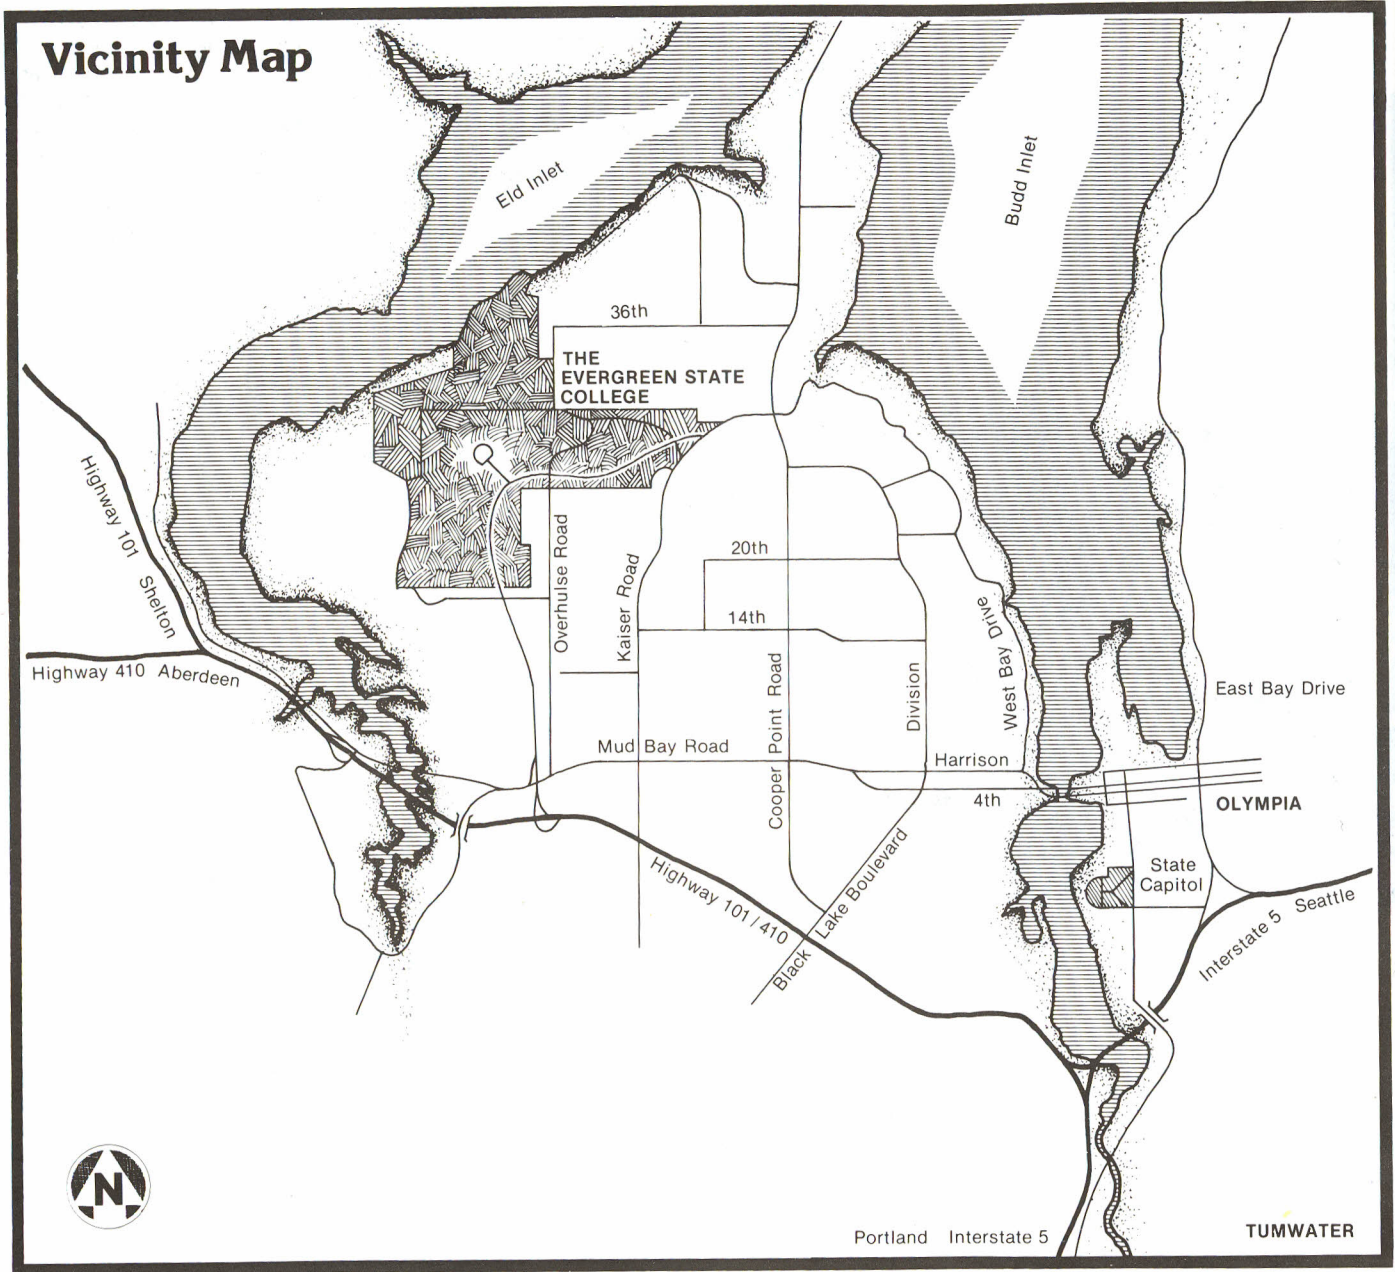 Vicinity Map
Eld Inlet
Budd Inlet
36th
THE
EVERGREEN STATE
COLLEGE
Highway 101 Shelton
Overhulse Road
Kaiser Road
20th
14th
West Bay Drive
Highway 410 Aberdeen
Cooper Point Road
Division
East Bay Drive
Mud Bay Road
Harrison
4th
OLYMPIA
State
Capitol
Highway 101/410
Black Lake Boulevard
Interstate 5 Seattle
N
Portland Interstate 5
TUMWATER